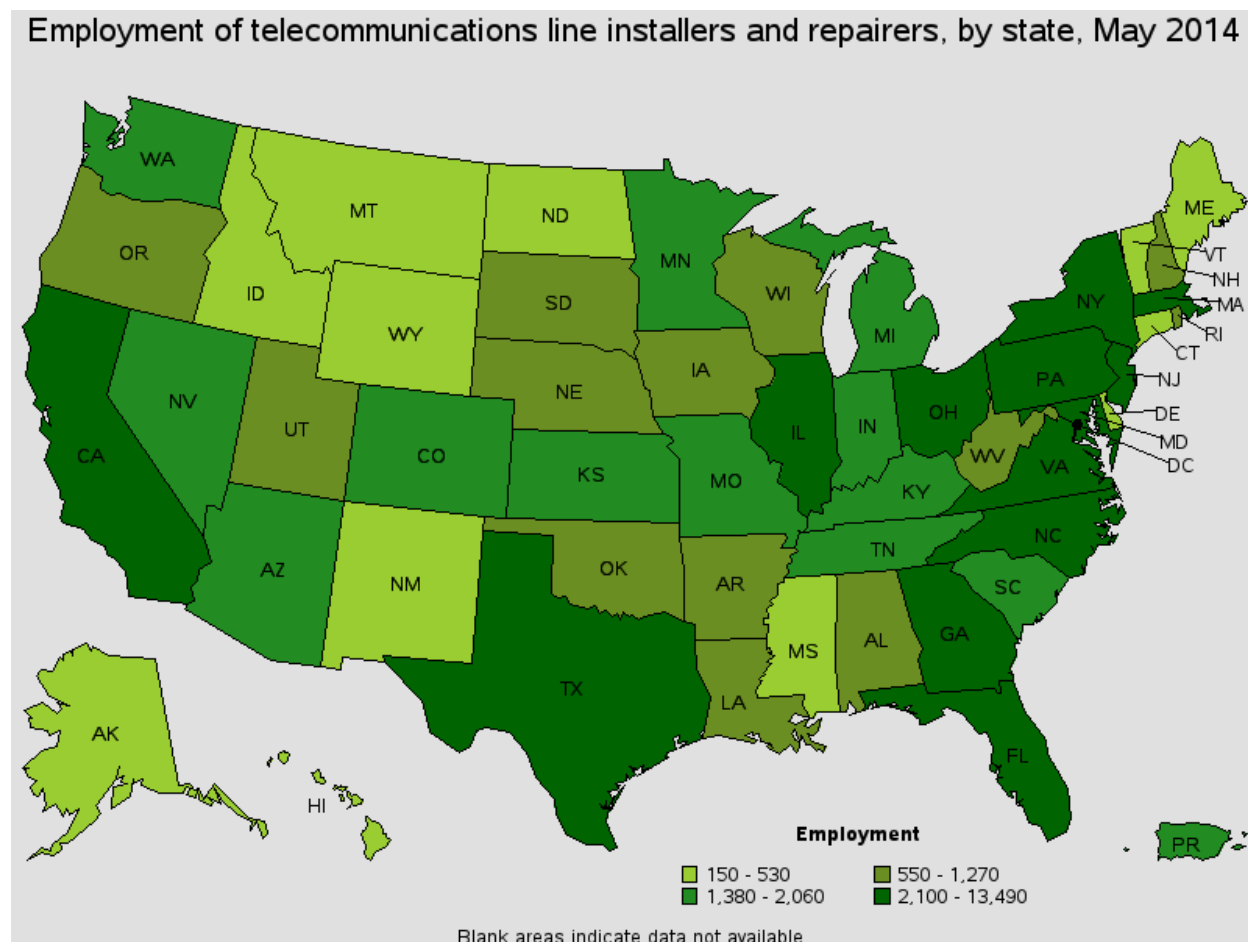 Employment of telecommunications line installers and repairers, by state, May 2014
WA
MT
ND
ME
OR
MN
VT
ID
SD
WI
NH
NY
MA
WY
MI
RI
IA
CT
NV
NE
PA
NJ
UT
IL
IN
OH
DE
CA
CO
WV
MD
KS
VA
DC
MO
KY
NC
AZ
TN
OK
NM
AR
SC
MS
AL
GA
TX
LA
AK
FL
HI
PR
Employment
150 - 530
550 - 1,270
1,380 - 2,060
2,100 - 13,490
Blank areas indicate data not available